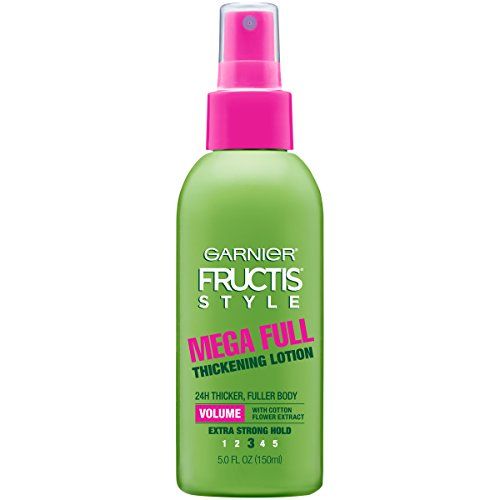 GARNIER®
FRUCTIS
STYLE
MEGA FULL
THICKENING LOTION
24H THICKER, FULLER BODY
VOLUME
WITH COTTON
FLOWER EXTRACT
EXTRA STRONG HOLD
1 2 3 4 5
5.0 FL OZ (150ml)